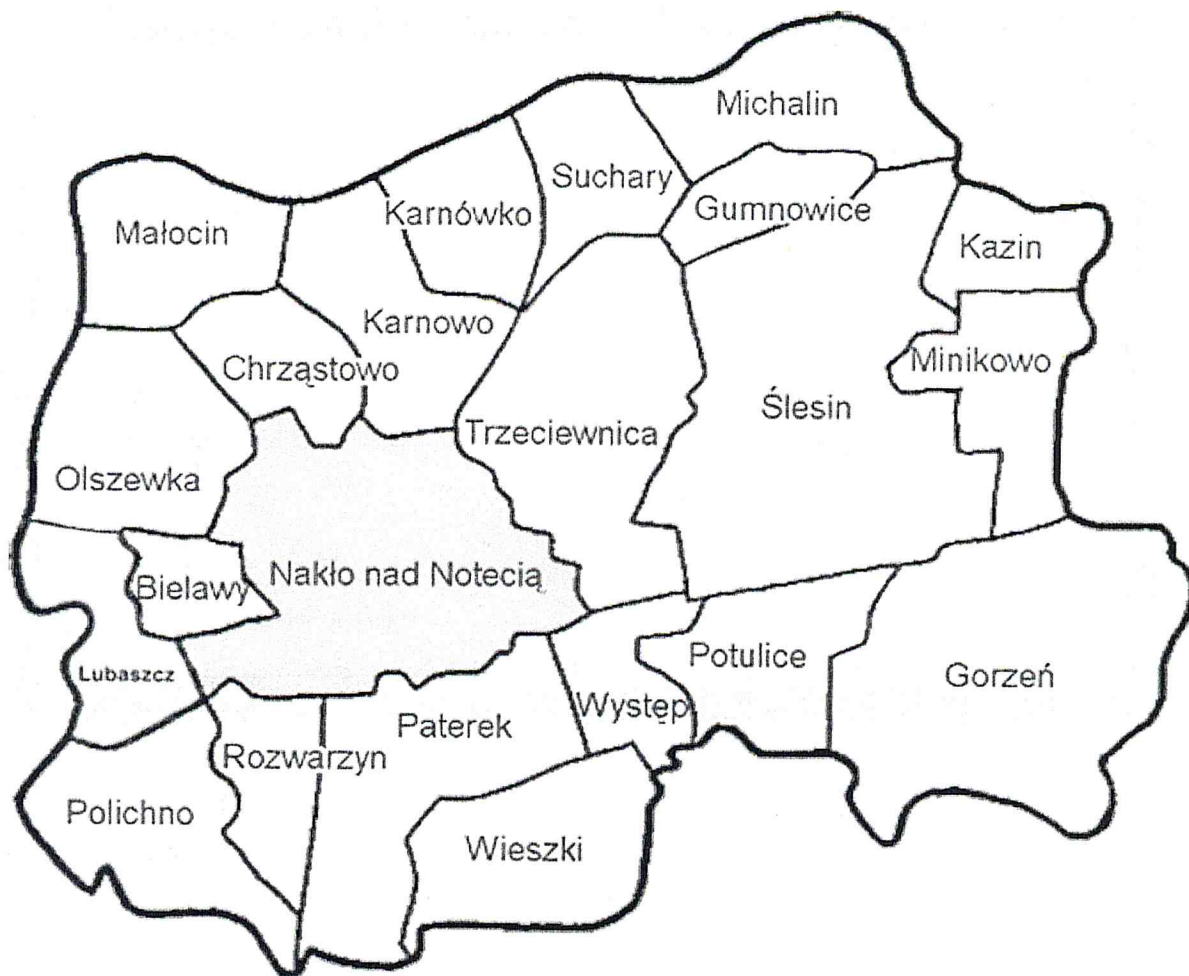 Michalin
Suchary
Gumnowice
Karnówko
Małocin
Kazin
Karnowo
Minikowo
Chrząstowo
Ślesin
Trzeciewnica
Olszewka
Nakło nad Notecią
Bielawy
Potulice
Lubaszcz
Gorzeń
Występ
Paterek
Rozwarzyn
Polichno
Wieszki